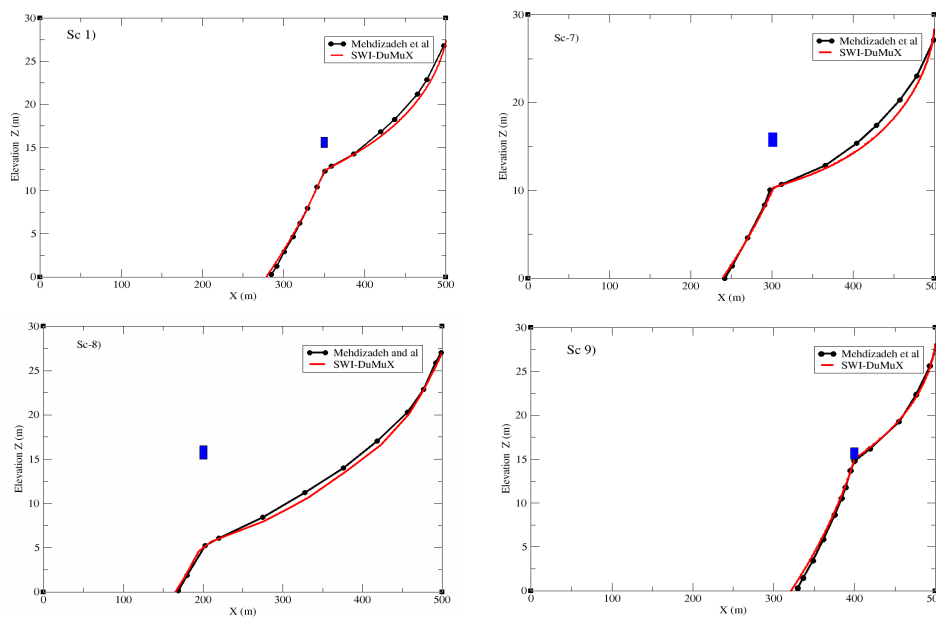 Sc 1)
Mehdizadeh et al
SWI-DuMuX
30
25
20
15
10
5
0
Elevation Z (m)
0 100 200 300 400 500
X (m)
Sc-7)
Mehdizadeh et al
SWI-DuMuX
30
20
10
0
Elevation Z (m)
0 100 200 300 400 500
X (m)
Sc-8)
Mehdizadeh and al
SWI-DuMuX
30
25
20
15
10
5
0
Elevation Z (m)
0 100 200 300 400 500
X (m)
Sc 9)
Mehdizadeh et al
SWI-DuMuX
30
25
20
15
10
5
0
Elevation Z (m)
0 100 200 300 400 500
X (m)